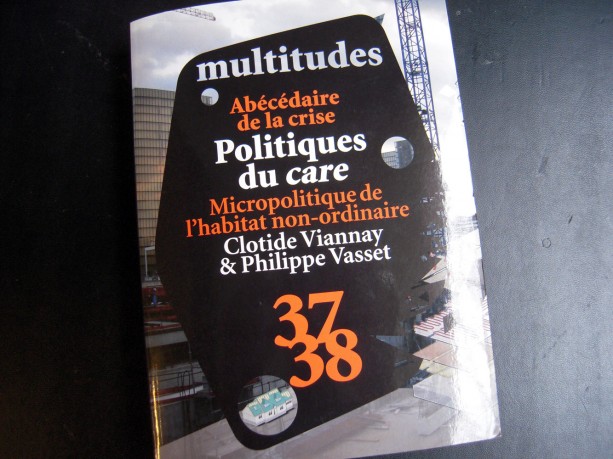 multitudes
Abécédaire
de la crise
Politiques
du care
Micropolitique de
l'habitat non-ordinaire
Clotide Viannay
& Philippe Vasset
37
38